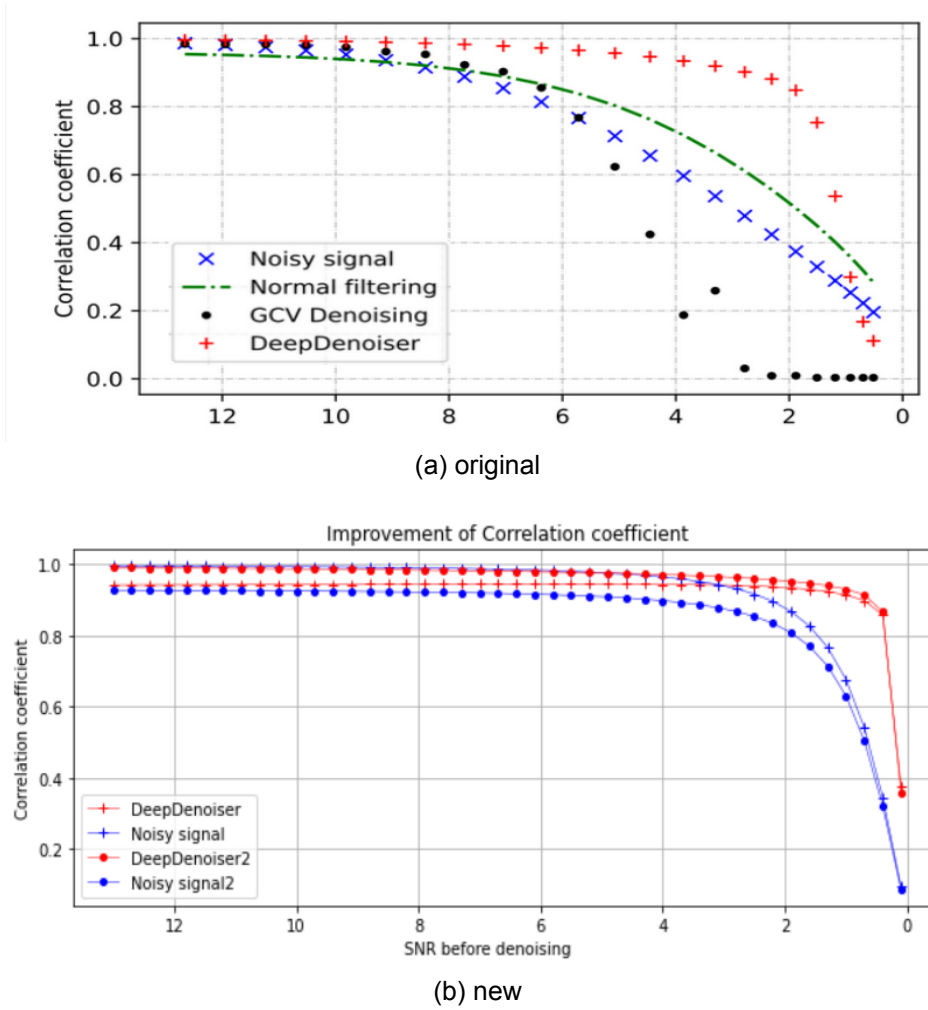 Correlation coefficient
1.0
0.8
0.6
0.4
0.2
0.0
Noisy signal
Normal filtering
GCV Denoising
DeepDenoiser
12 10 8 6 4 2 0
(a) original
Improvement of Correlation coefficient
Correlation coefficient
1.0
0.8
0.6
0.4
0.2
DeepDenoiser
Noisy signal
DeepDenoiser2
Noisy signal2
12 10 8 6 4 2 0
SNR before denoising
(b) new